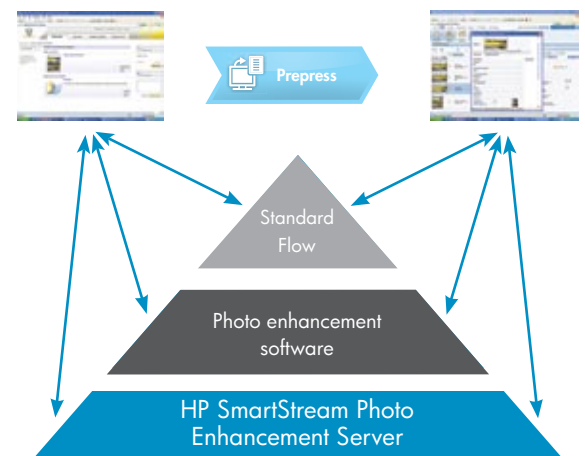 Prepress
Standard
Flow
Photo enhancement
software
HP SmartStream Photo
Enhancement Server